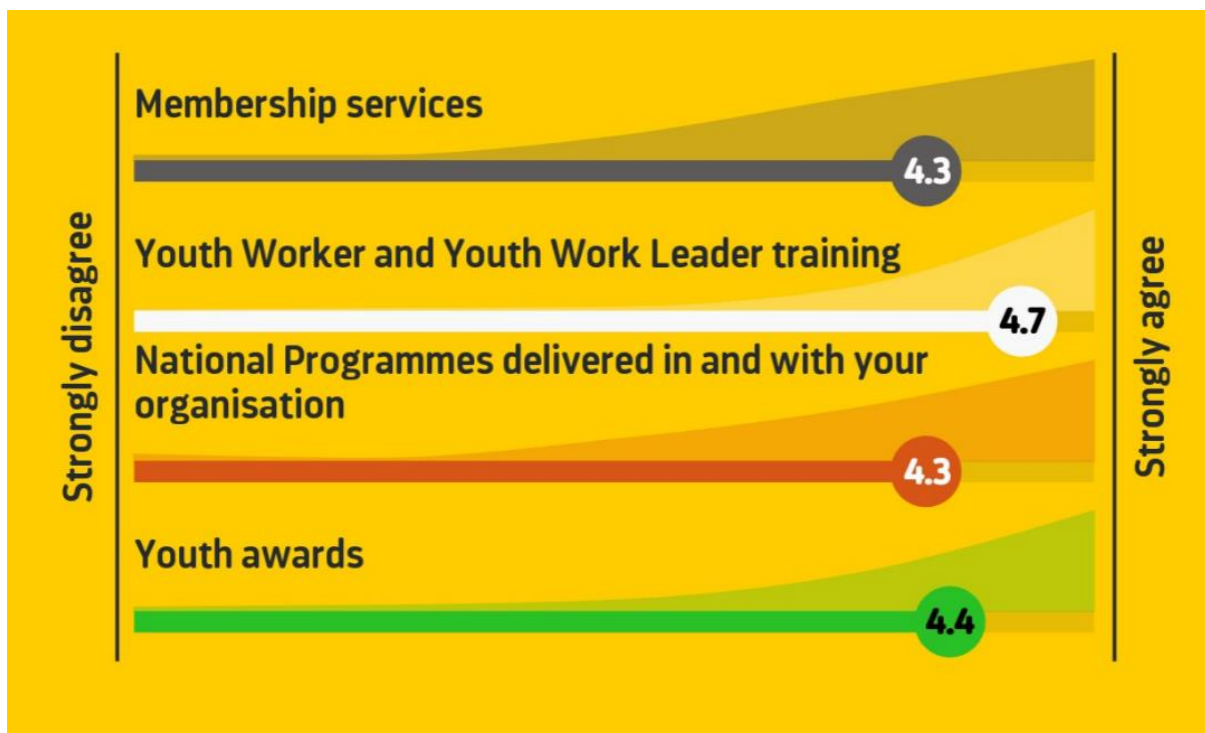 Strongly disagree
Membership services
4.3
Youth Worker and Youth Work Leader training
4.7
National Programmes delivered in and with your
organisation
4.3
Youth awards
4.4
Strongly agree